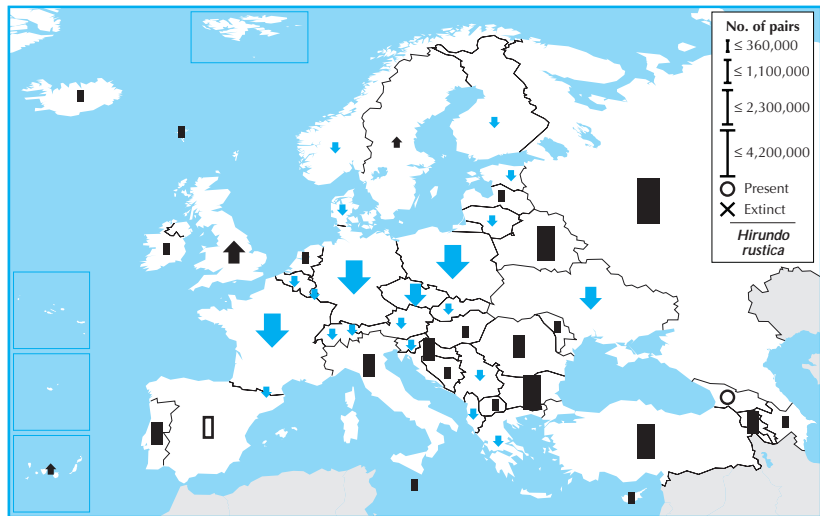 No. of pairs
≤ 360,000
≤ 1,100,000
≤ 2,300,000
≤ 4,200,000
Present
Extinct
Hirundo
rustica